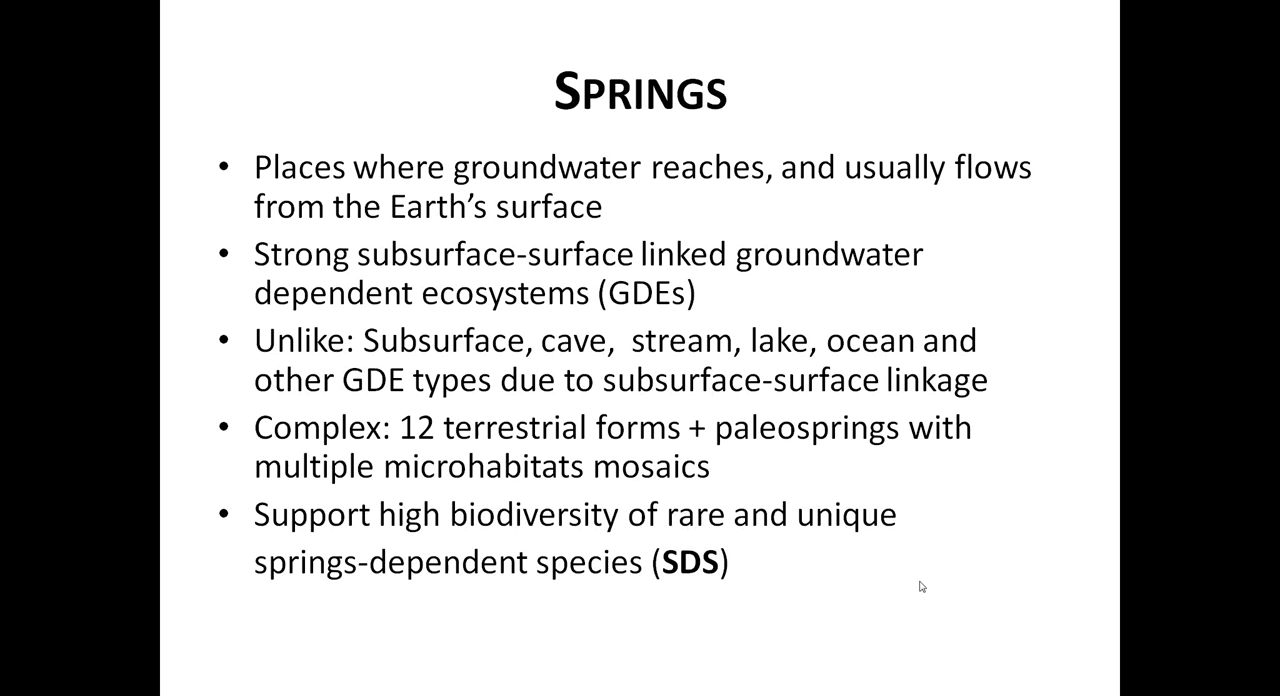 SPRINGS
• Places where groundwater reaches, and usually flows
from the Earth’s surface
• Strong subsurface-surface linked groundwater
dependent ecosystems (GDEs)
• Unlike: Subsurface, cave,  stream, lake, ocean and
other GDE types due to subsurface-surface linkage
• Complex: 12 terrestrial forms + paleosprings with
multiple microhabitats mosaics
• Support high biodiversity of rare and unique
springs-dependent species (SDS)